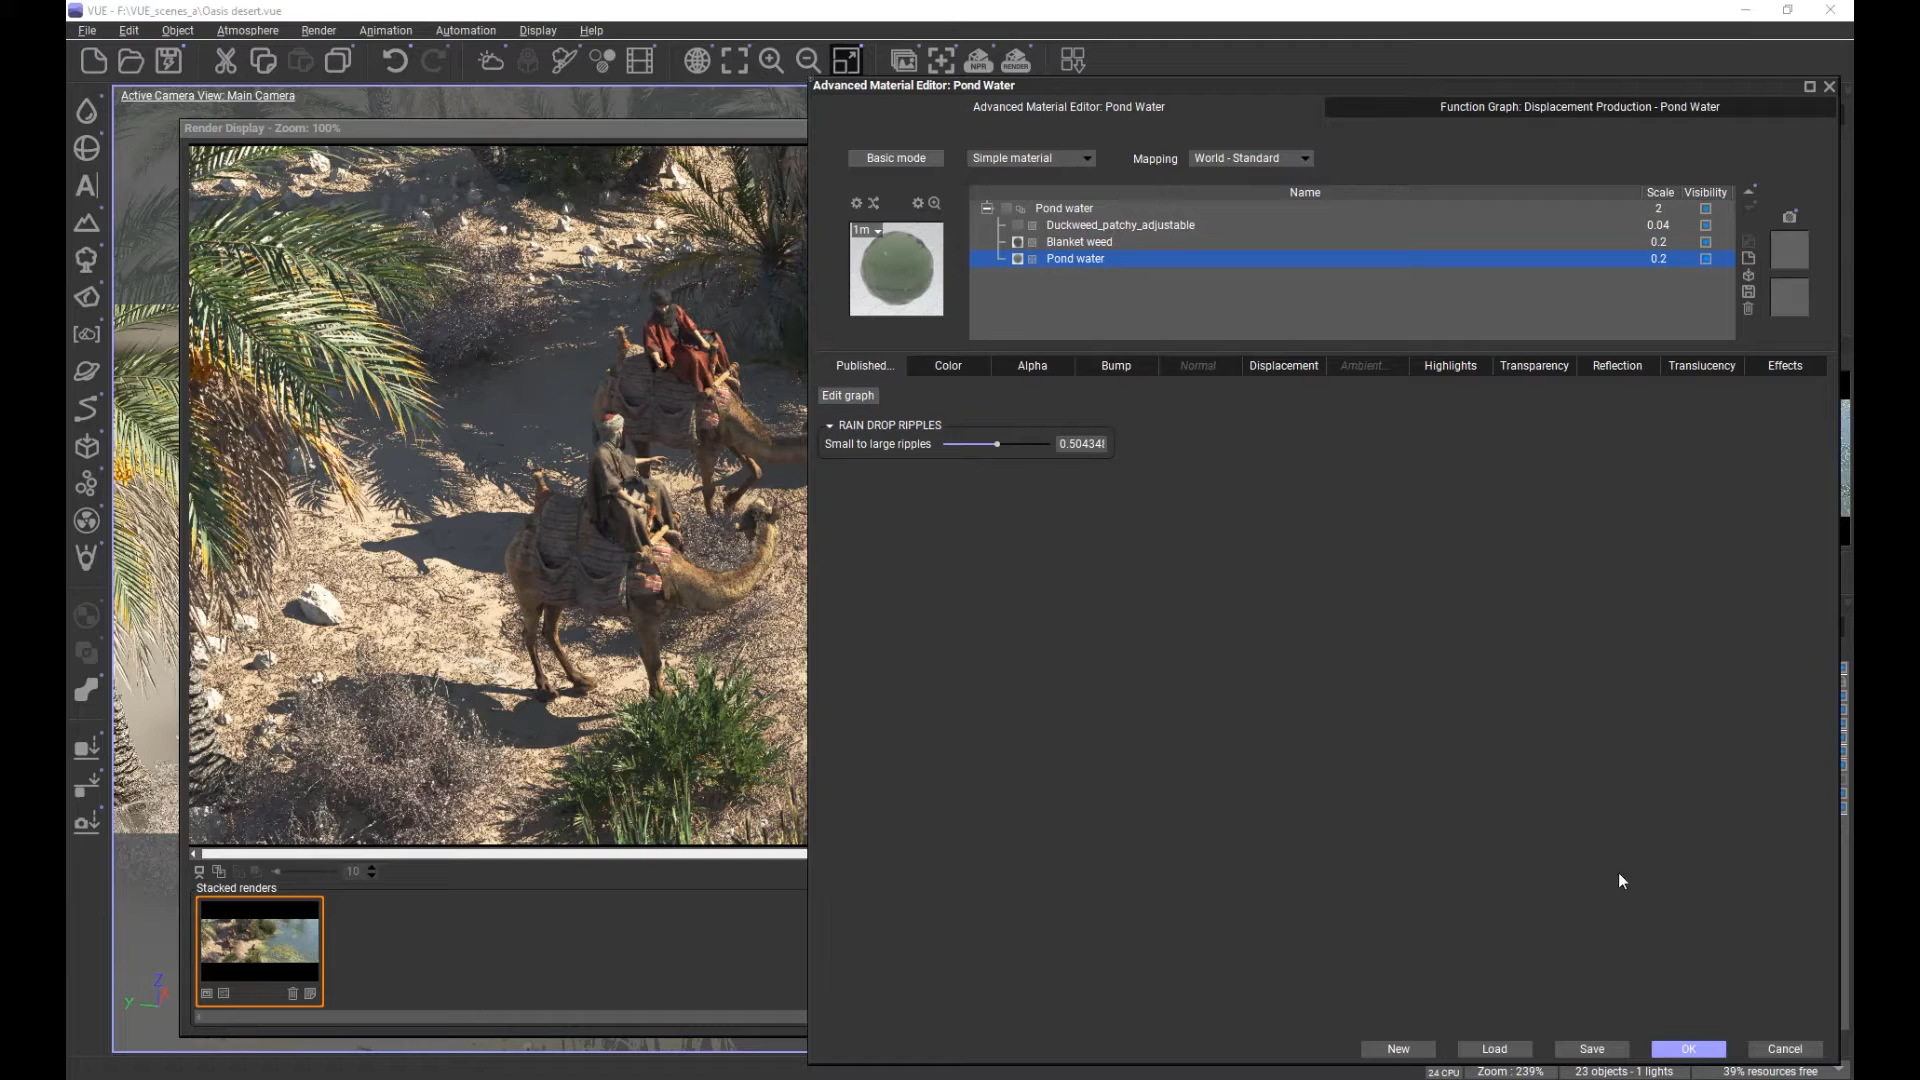 VUE - F:\VUE_scenes_a\Oasis desert.vue
File Edit Object Atmosphere Render Animation Automation Display Help
NPR RENDER
Active Camera View: Main Camera
Render Display - Zoom: 100%
Advanced Material Editor: Pond Water
Advanced Material Editor: Pond Water Function Graph: Displacement Production - Pond Water
Basic mode Simple material Mapping World - Standard
Name Scale Visibility
1m
Pond water 2
Duckweed_patchy_adjustable 0.04
Blanket weed 0.2
Pond water 0.2
Published... Color Alpha Bump Normal Displacement Ambient... Highlights Transparency Reflection Translucency Effects
Edit graph
RAIN DROP RIPPLES
Small to large ripples 0.504348
10
Stacked renders
Z
Y X
New Load Save OK Cancel
24 CPU Zoom : 239% 23 objects - 1 lights 39% resources free